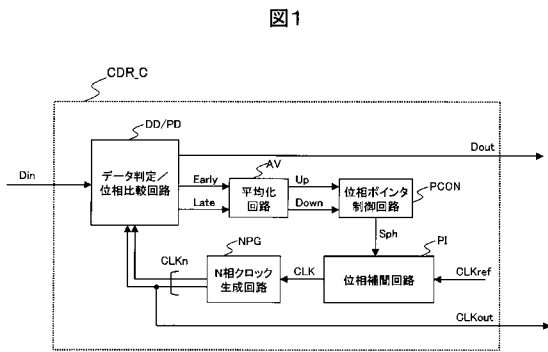 図1
CDR_C
DD/PD
データ判定／
位相比較回路
Din
Dout
Early
Late
AV
平均化
回路
Up
Down
位相ポインタ
制御回路
PCON
Sph
CLKn
NPG
N相クロック
生成回路
CLK
PI
位相補間回路
CLKref
CLKout